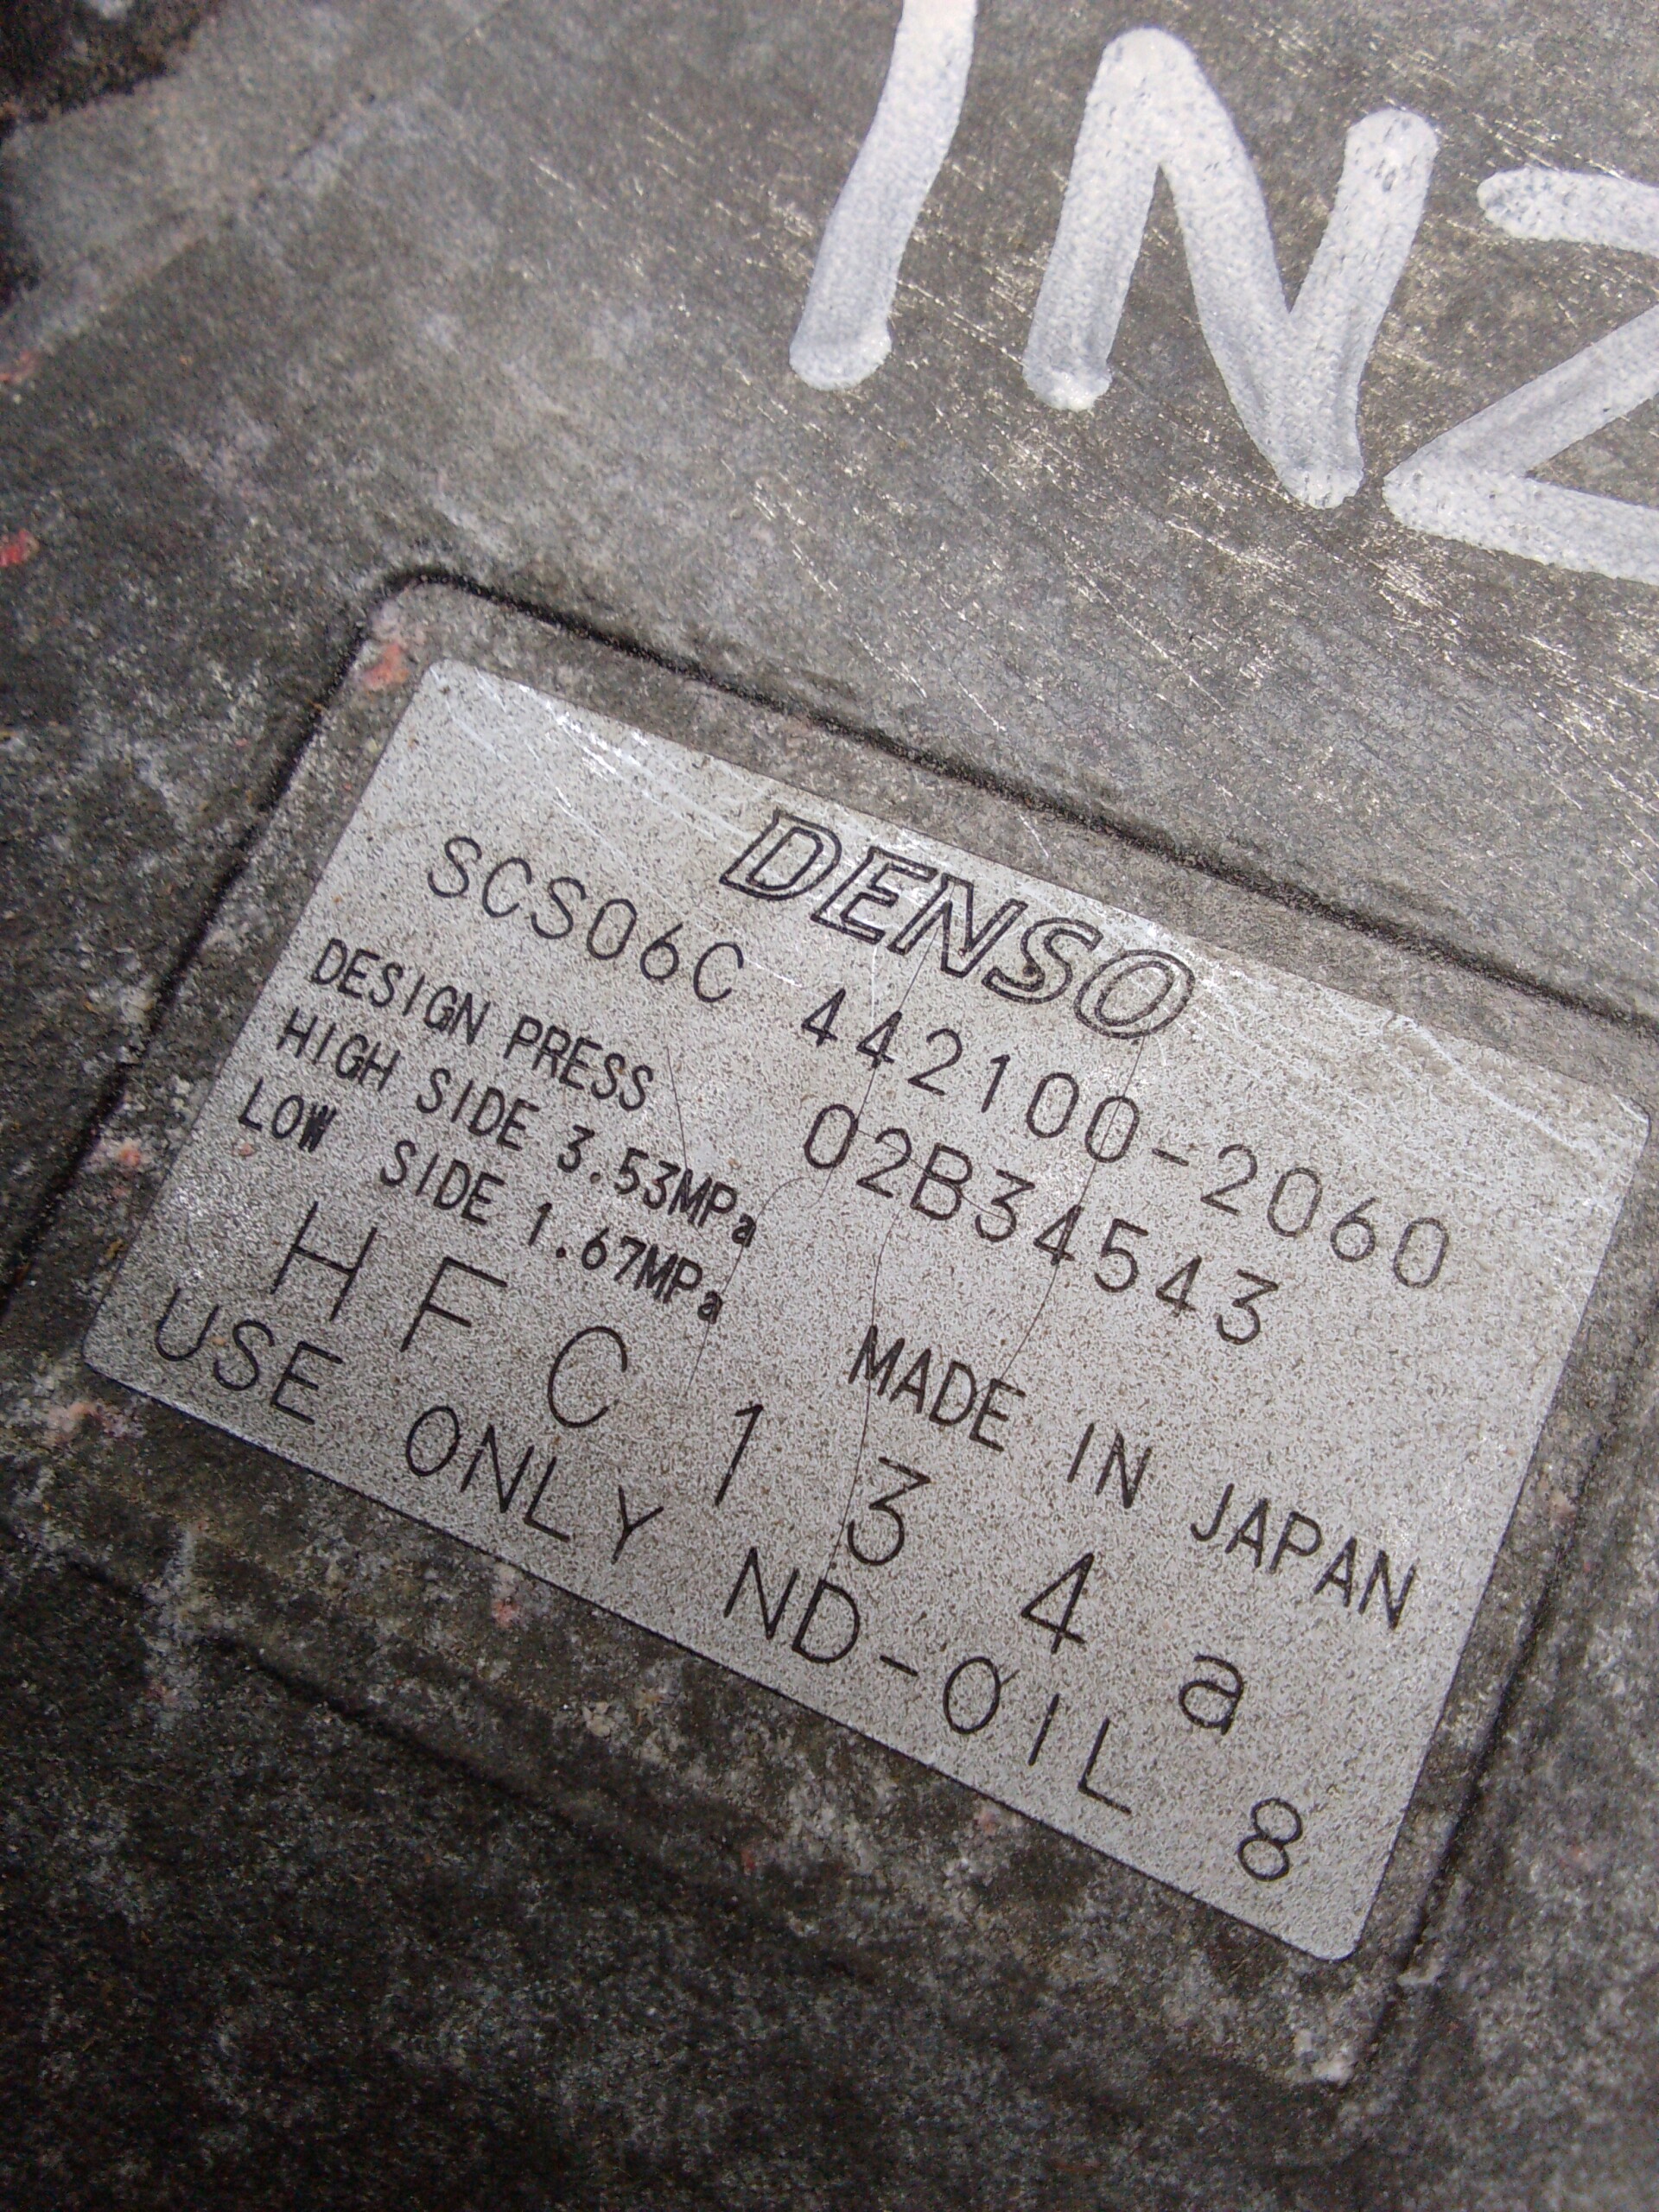 1NZ
DENSO
SCS06C 442100-2060
02B34543
DESIGN PRESS
HIGH SIDE 3.53MPa
LOW SIDE 1.67MPa
MADE IN JAPAN
HFC134a
USE ONLY ND-OIL 8